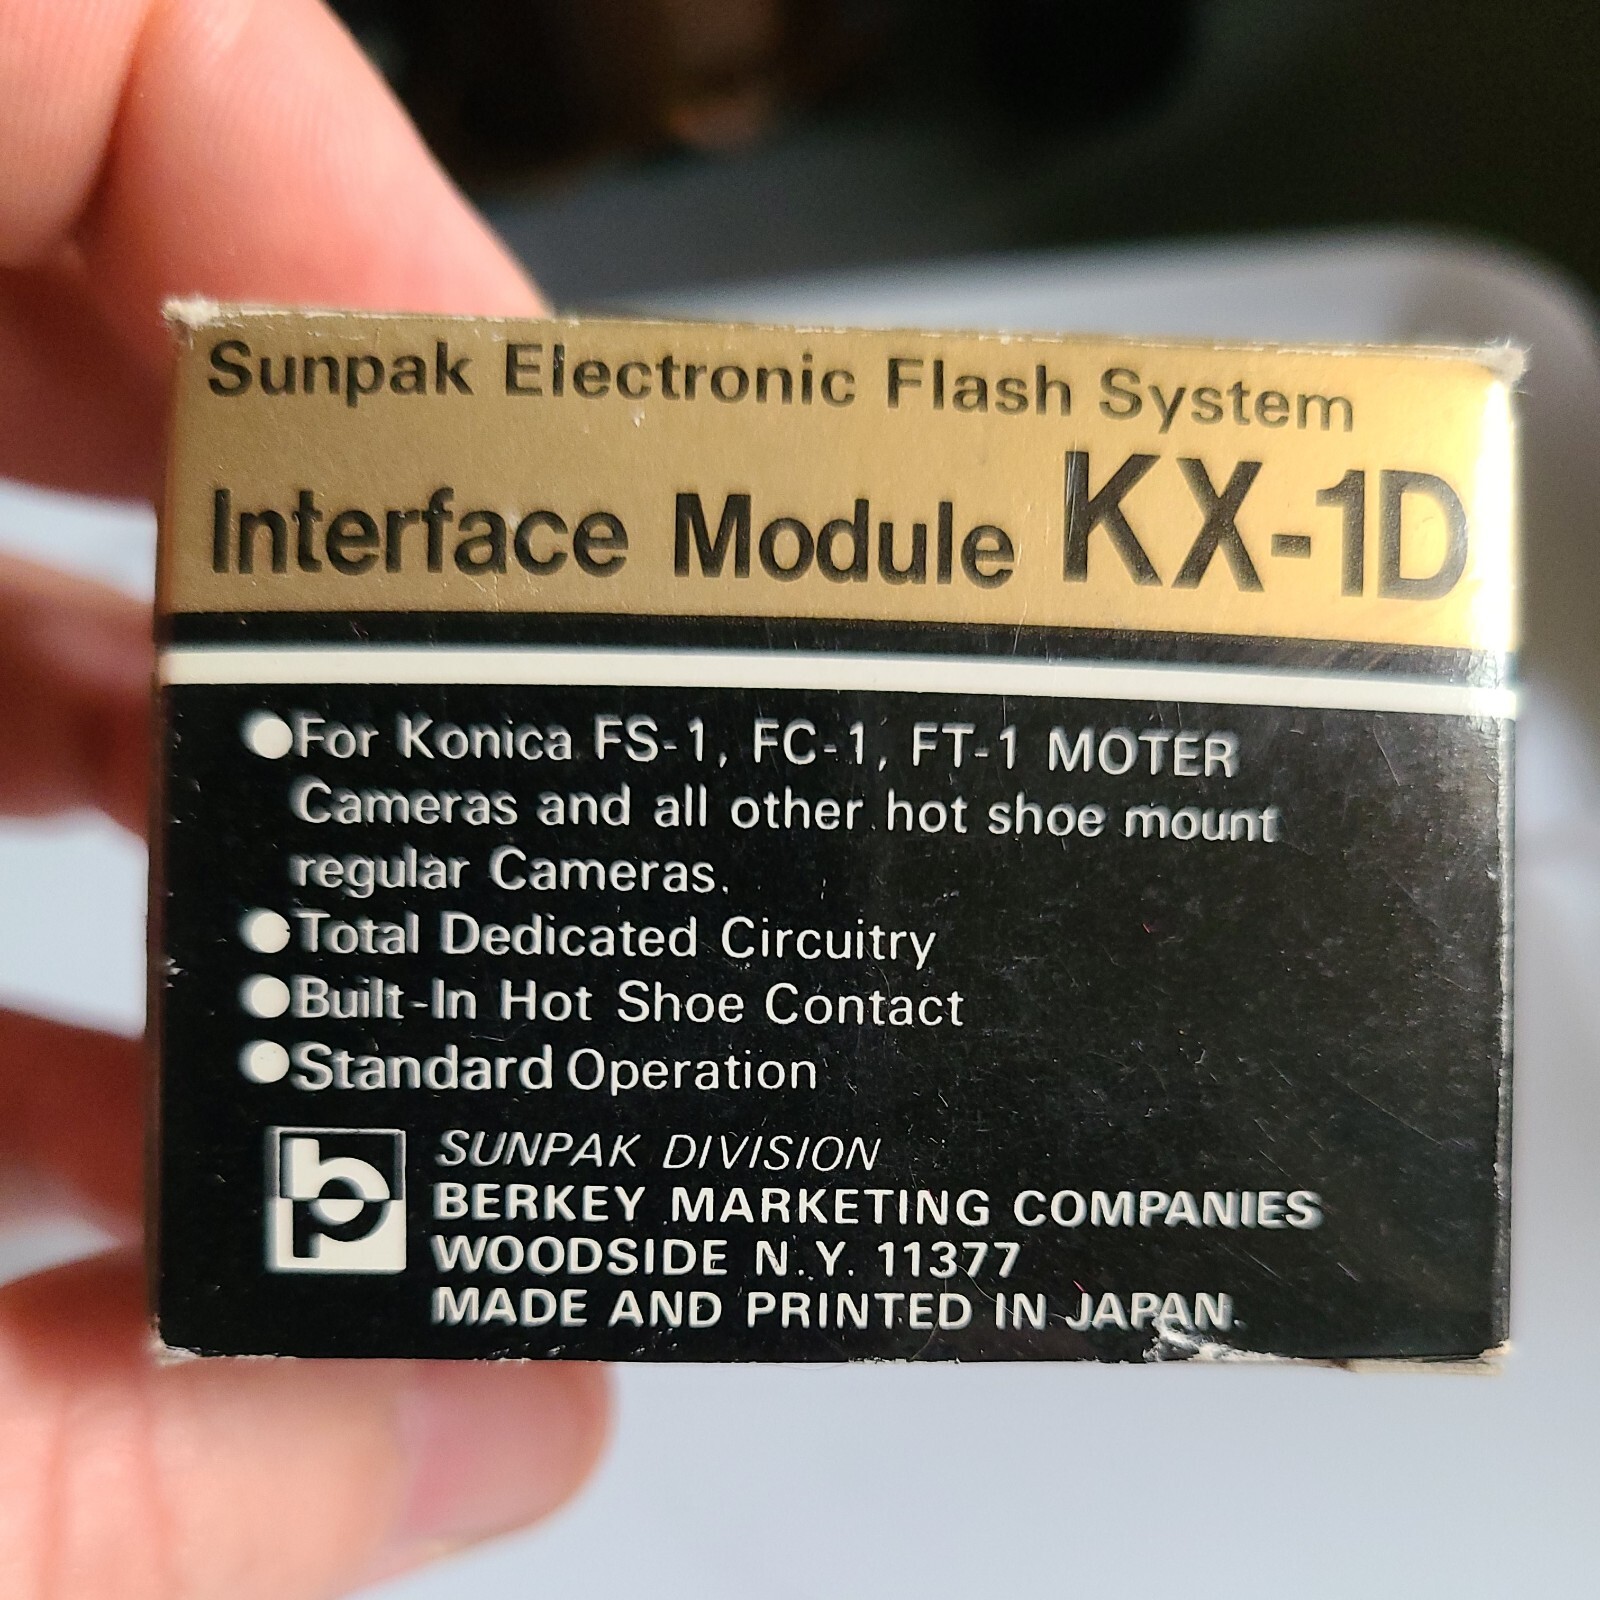 Sunpak Electronic Flash System
Interface Module KX-1D
●For Konica FS-1, FC-1, FT-1 MOTER
Cameras and all other hot shoe mount
regular Cameras.
●Total Dedicated Circuitry
●Built-In Hot Shoe Contact
●Standard Operation
bp
SUNPAK DIVISION
BERKEY MARKETING COMPANIES
WOODSIDE N.Y. 11377
MADE AND PRINTED IN JAPAN.